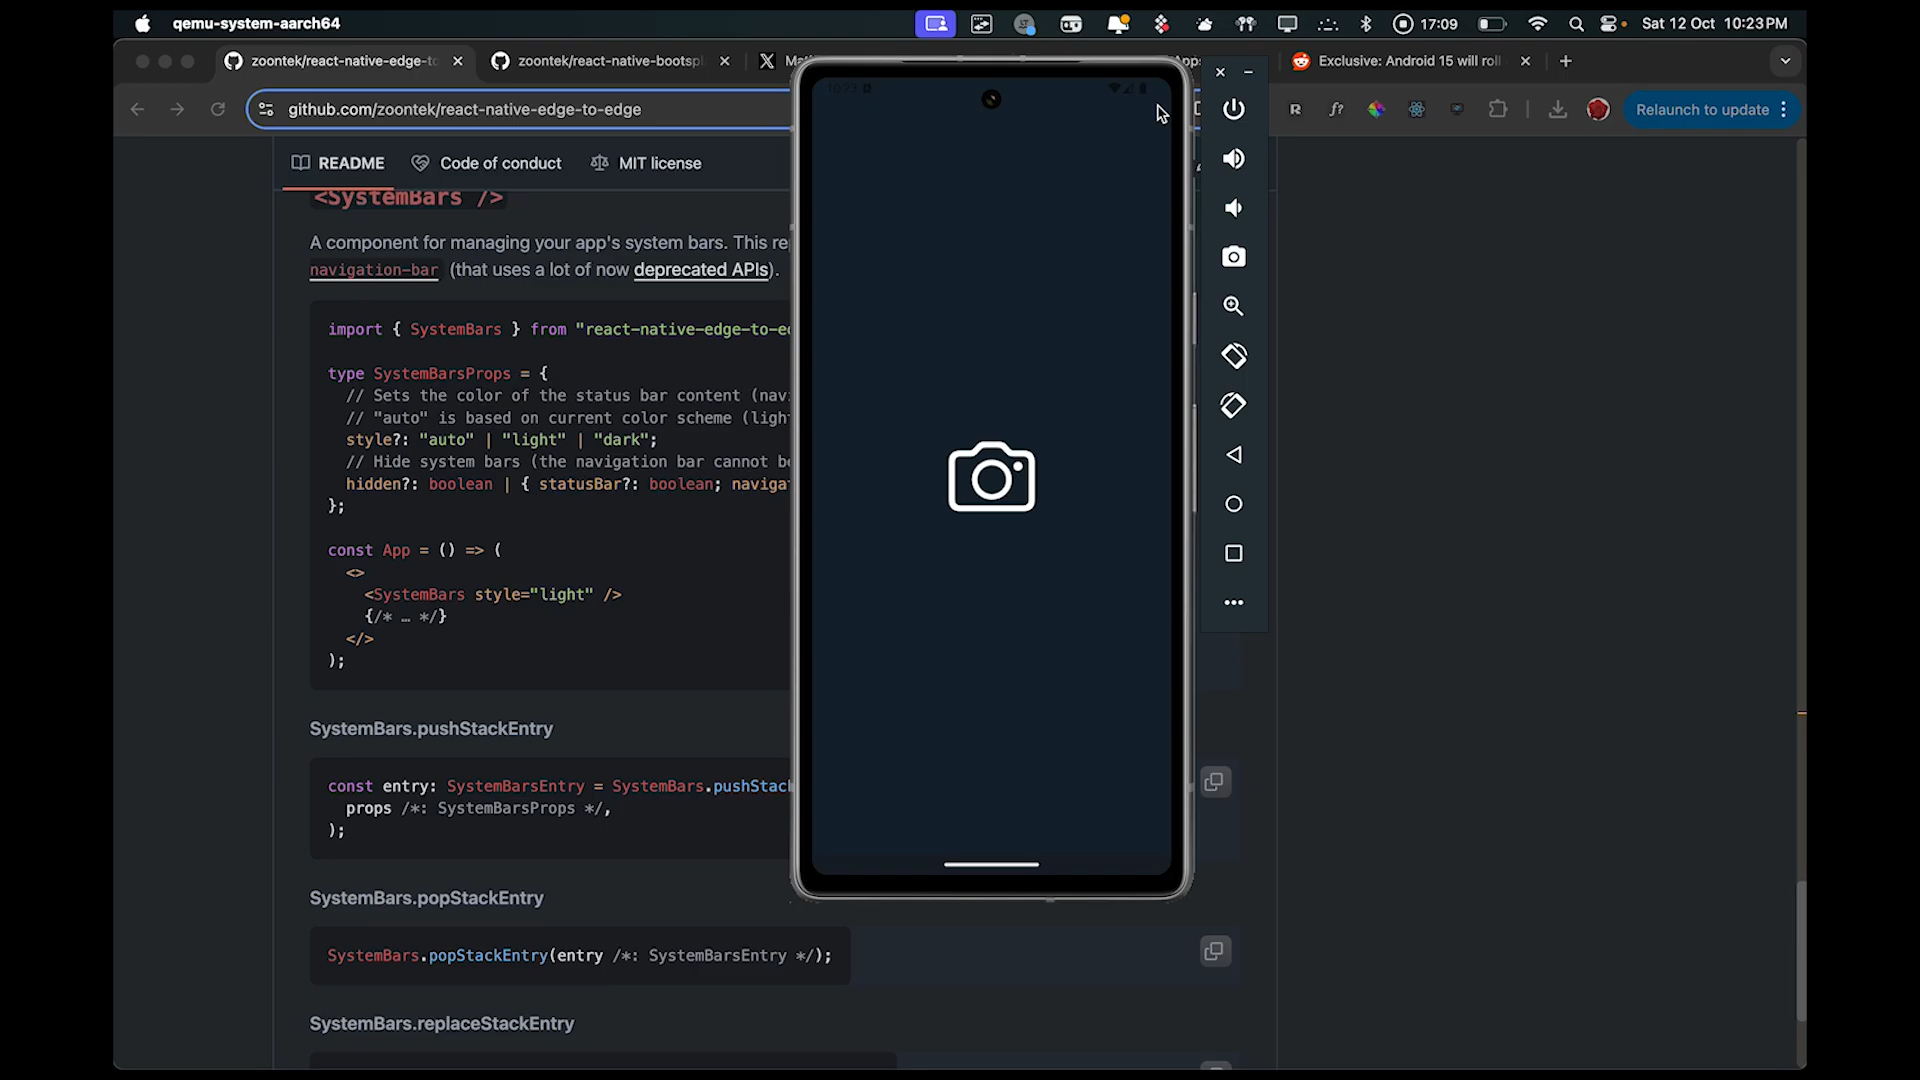 qemu-system-aarch64
17:09
Sat 12 Oct 10:23 PM
zoontek/react-native-edge-to
zoontek/react-native-bootspl
Exclusive: Android 15 will roll
github.com/zoontek/react-native-edge-to-edge
Relaunch to update
10:23
README
Code of conduct
MIT license
<SystemBars />
A component for managing your app's system bars. This re
navigation-bar (that uses a lot of now deprecated APIs).
import { SystemBars } from "react-native-edge-to-ed
type SystemBarsProps = {
// Sets the color of the status bar content (nav
// "auto" is based on current color scheme (ligh
style?: "auto" | "light" | "dark";
// Hide system bars (the navigation bar cannot be
hidden?: boolean | { statusBar?: boolean; naviga
};
const App = () => (
<>
<SystemBars style="light" />
{/* … */}
</>
);
SystemBars.pushStackEntry
const entry: SystemBarsEntry = SystemBars.pushStac
props /*: SystemBarsProps */,
);
SystemBars.popStackEntry
SystemBars.popStackEntry(entry /*: SystemBarsEntry */);
SystemBars.replaceStackEntry